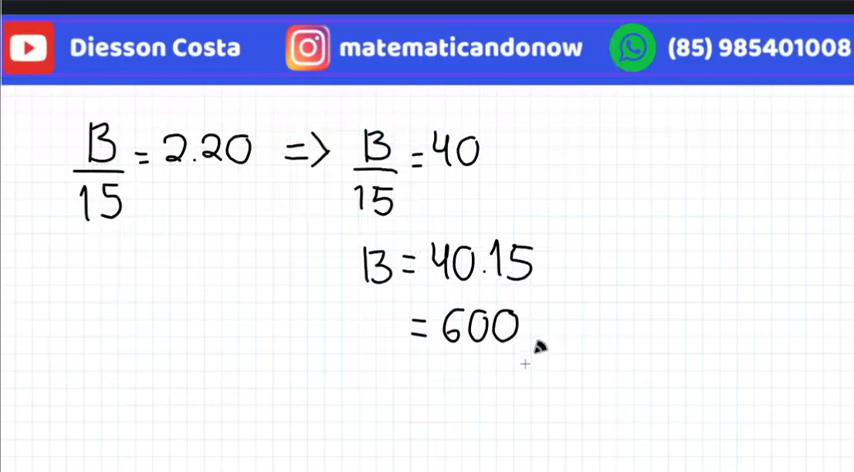 Diesson Costa matematicandonow (85) 985401008
B/15 = 2.20 => B/15 = 40
B = 40.15
= 600